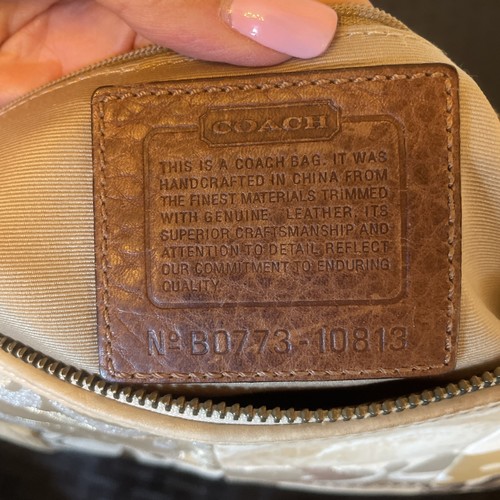 COACH
THIS IS A COACH BAG. IT WAS
HANDCRAFTED IN CHINA FROM
THE FINEST MATERIALS TRIMMED
WITH GENUINE LEATHER. ITS
SUPERIOR CRAFTSMANSHIP AND
ATTENTION TO DETAIL REFLECT
OUR COMMITMENT TO ENDURING
QUALITY.
Nº B0773-10813